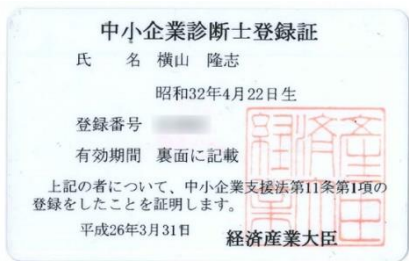 中小企業診断士登録証
氏 名 横山 隆志
昭和32年4月22日生
登録番号
有効期間 裏面に記載
上記の者について、中小企業支援法第11条第1項の
登録をしたことを証明します。
平成26年3月31日
経済産業大臣